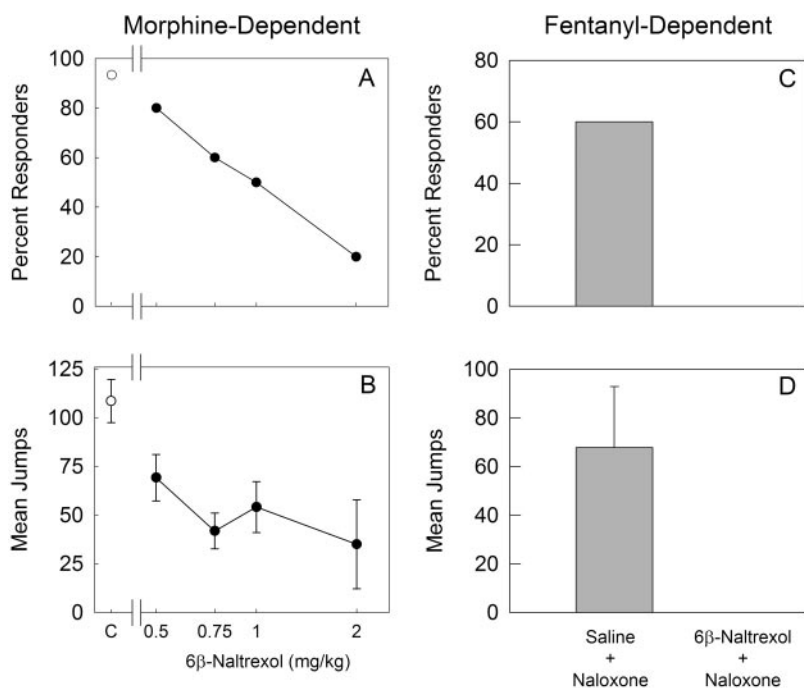 Morphine-Dependent
Fentanyl-Dependent
A
Percent Responders
100
80
60
40
20
0
C
Percent Responders
80
60
40
20
0
B
Mean Jumps
125
100
75
50
25
0
C 0.5 0.75 1 2
6β-Naltrexol (mg/kg)
D
Mean Jumps
100
80
60
40
20
0
Saline
+
Naloxone
6β-Naltrexol
+
Naloxone